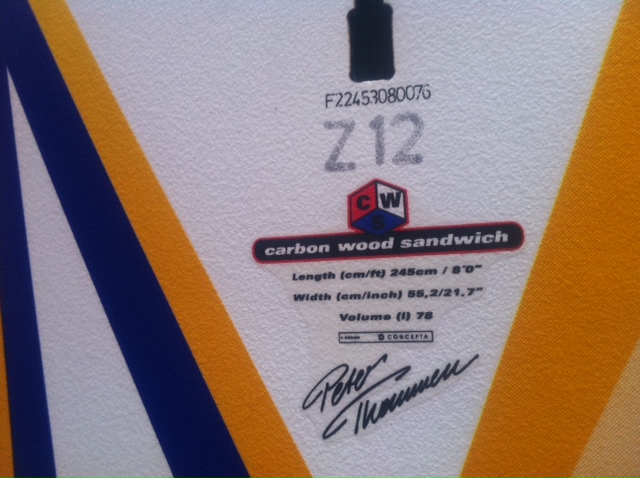 F22453080076
Z12
C W
S
carbon wood sandwich
Length (cm/ft) 245cm / 8'0"
Width (cm/inch) 55,2/21,7"
Volume (l) 78
CONCEPTA
Peter
Thommen